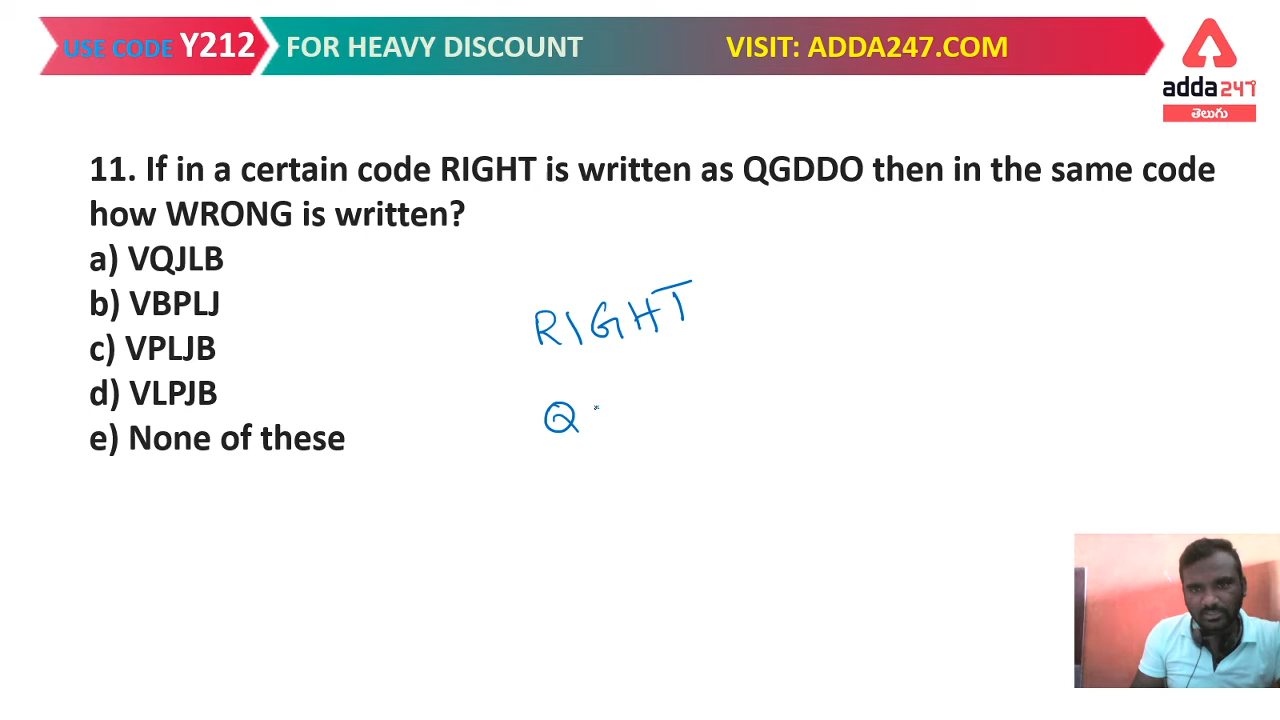 USE CODE Y212 FOR HEAVY DISCOUNT VISIT: ADDA247.COM
adda247
తెలుగు
11. If in a certain code RIGHT is written as QGDDO then in the same code
how WRONG is written?
a) VQJLB
b) VBPLJ
c) VPLJB
d) VLPJB
e) None of these
RIGHT
Q